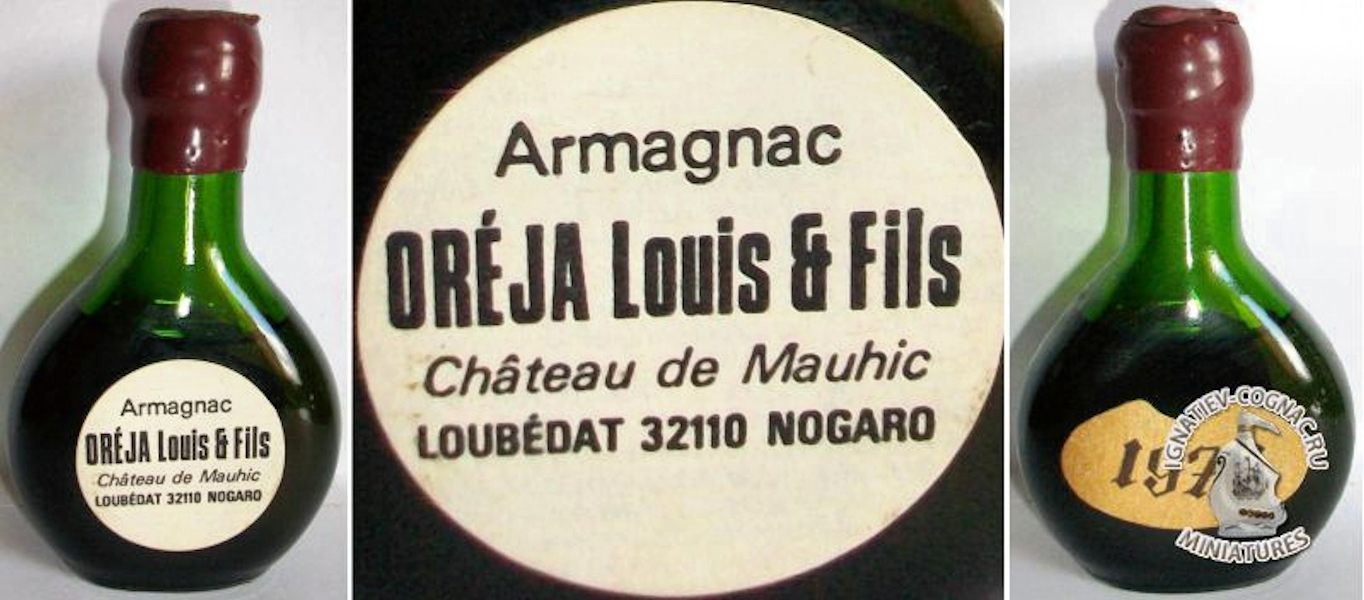 Armagnac
ORÉJA Louis & Fils
Château de Mauhic
LOUBÉDAT 32110 NOGARO
Armagnac
ORÉJA Louis & Fils
Château de Mauhic
LOUBÉDAT 32110 NOGARO
IGNATIEV-COGNAC.RU
MINIATURES